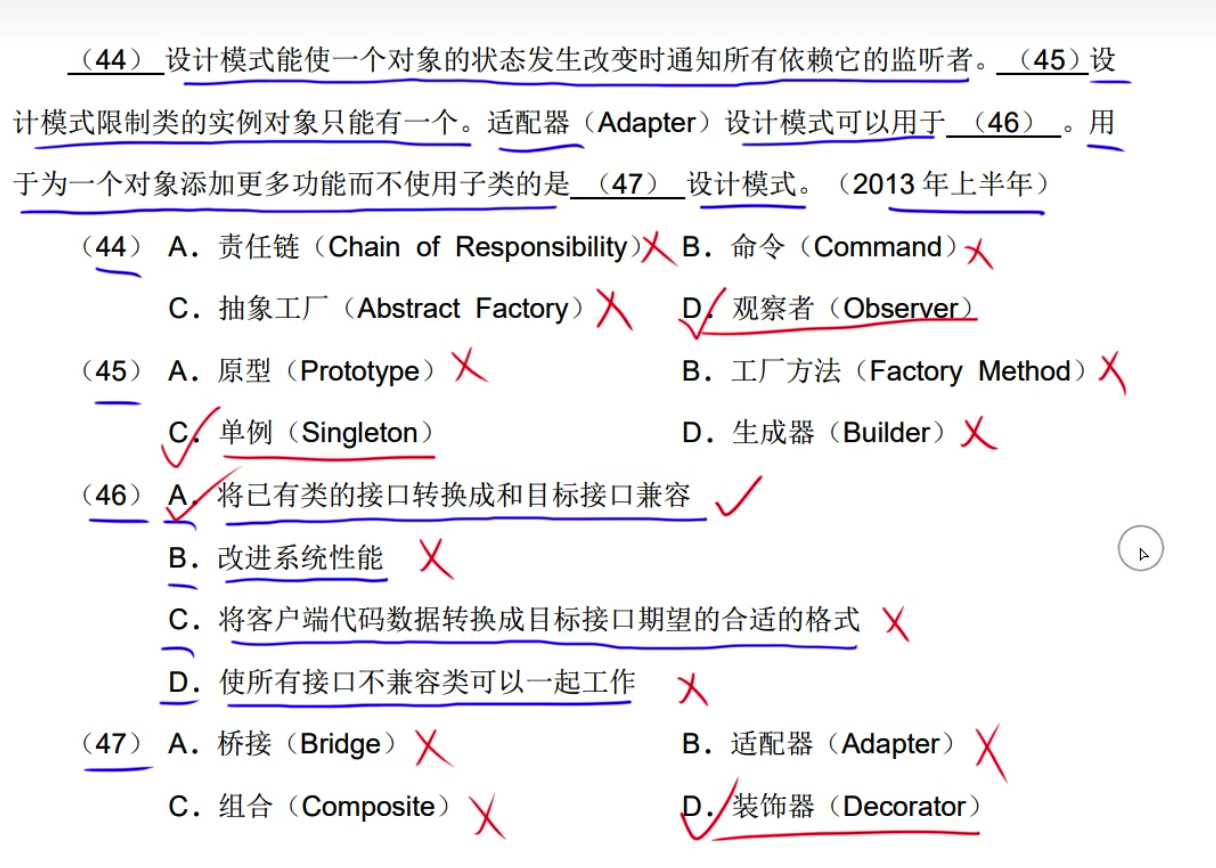 （44）设计模式能使一个对象的状态发生改变时通知所有依赖它的监听者。（45）设
计模式限制类的实例对象只能有一个。适配器（Adapter）设计模式可以用于（46）。用
于为一个对象添加更多功能而不使用子类的是（47）设计模式。（2013 年上半年）
（44） A．责任链（Chain of Responsibility） B．命令（Command）
C．抽象工厂（Abstract Factory） D．观察者（Observer）
（45） A．原型（Prototype） B．工厂方法（Factory Method）
C．单例（Singleton） D．生成器（Builder）
（46） A．将已有类的接口转换成和目标接口兼容
B．改进系统性能
C．将客户端代码数据转换成目标接口期望的合适的格式
D．使所有接口不兼容类可以一起工作
（47） A．桥接（Bridge） B．适配器（Adapter）
C．组合（Composite） D．装饰器（Decorator）